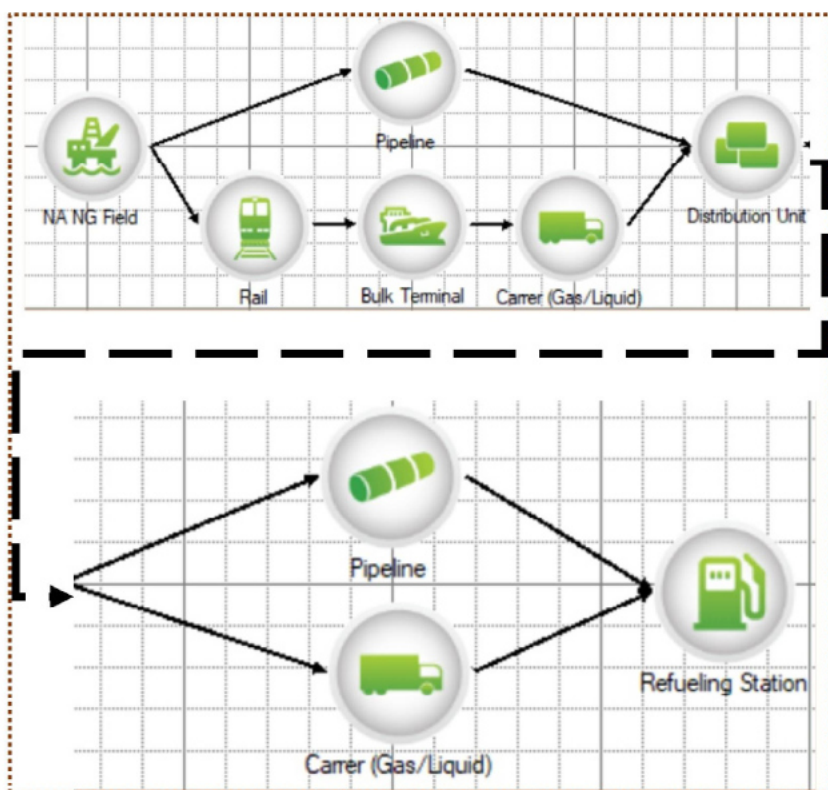 Pipeline
NA NG Field
Distribution Unit
Rail
Bulk Terminal
Carrer (Gas/Liquid)
Pipeline
Refueling Station
Carrer (Gas/Liquid)